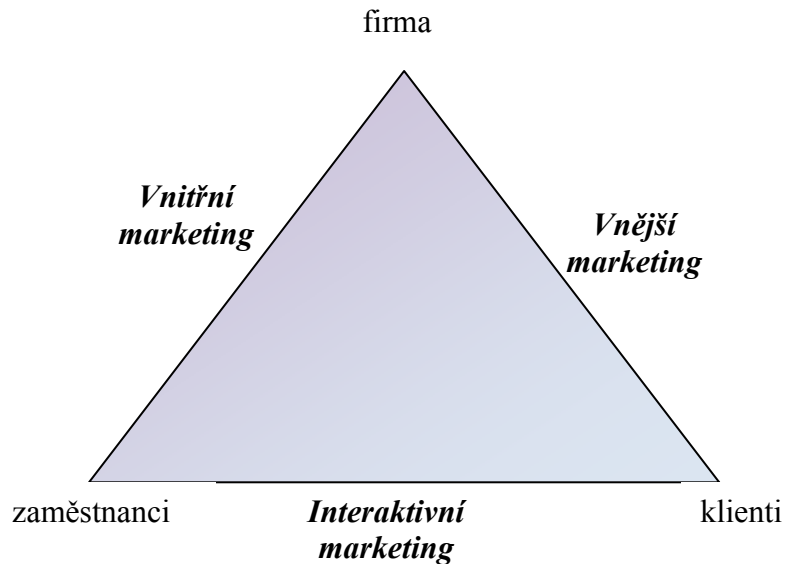 firma
Vnitřní
marketing
Vnější
marketing
zaměstnanci
Interaktivní
marketing
klienti